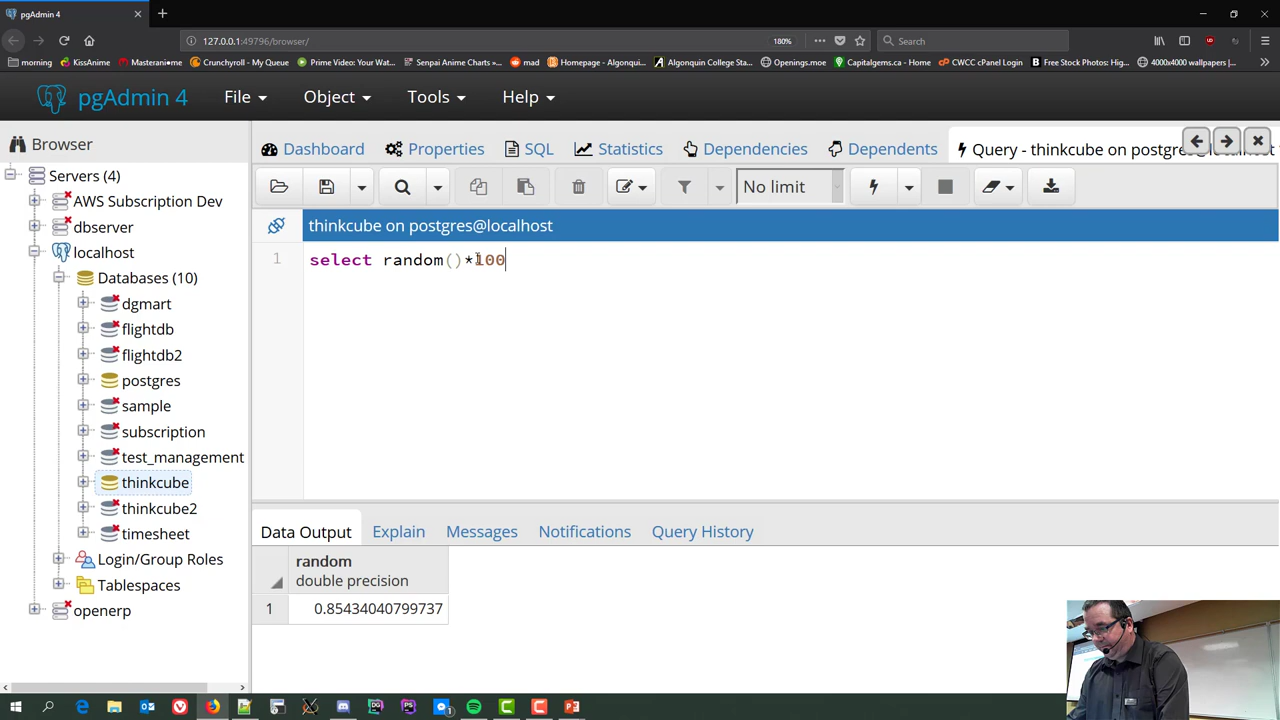 pgAdmin 4
127.0.0.1:49796/browser/
180%
Search
morning
KissAnime
Masterani•me
Crunchyroll - My Queue
Prime Video: Your Wat...
Senpai Anime Charts »...
mad
Homepage - Algonqui...
Algonquin College Sta...
Openings.moe
Capitalgems.ca : Home
CWCC cPanel Login
Free Stock Photos: Hig...
4000x4000 wallpapers |...
pgAdmin 4
File
Object
Tools
Help
Browser
Dashboard
Properties
SQL
Statistics
Dependencies
Dependents
Query - thinkcube on postgres@localhost
Servers (4)
AWS Subscription Dev
dbserver
localhost
Databases (10)
dgmart
flightdb
flightdb2
postgres
sample
subscription
test_management
thinkcube
thinkcube2
timesheet
Login/Group Roles
Tablespaces
openerp
No limit
thinkcube on postgres@localhost
1
select random()*100
Data Output
Explain
Messages
Notifications
Query History
random
double precision
1
0.85434040799737